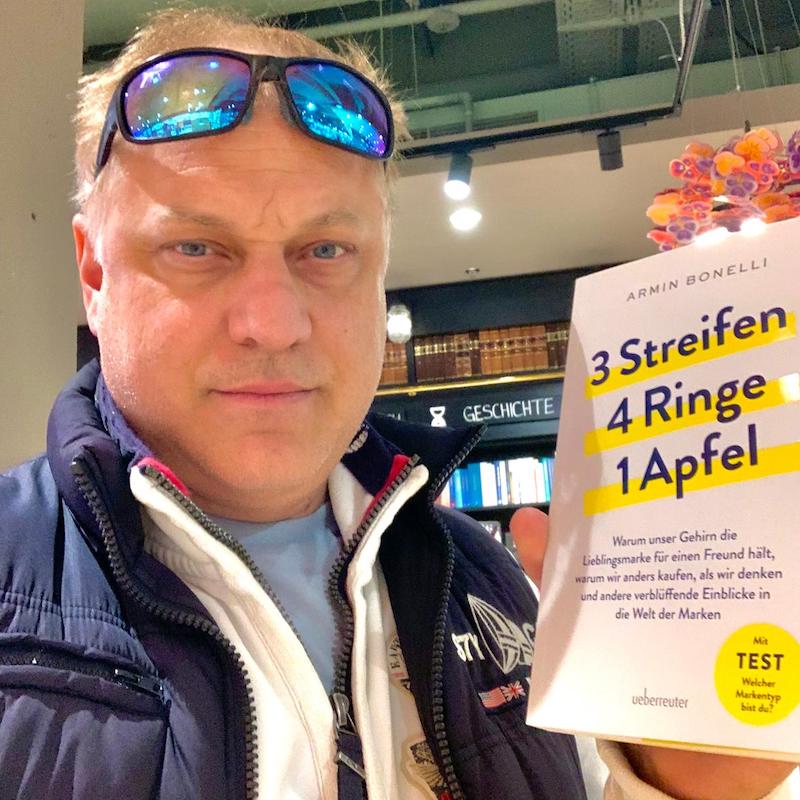 ARMIN BONELLI
3 Streifen
4 Ringe
1 Apfel
Warum unser Gehirn die
Lieblingsmarke für einen Freund hält,
warum wir anders kaufen, als wir denken
und andere verblüffende Einblicke in
die Welt der Marken
Mit
TEST
Welcher
Markentyp
bist du?
ueberreuter
GESCHICHTE